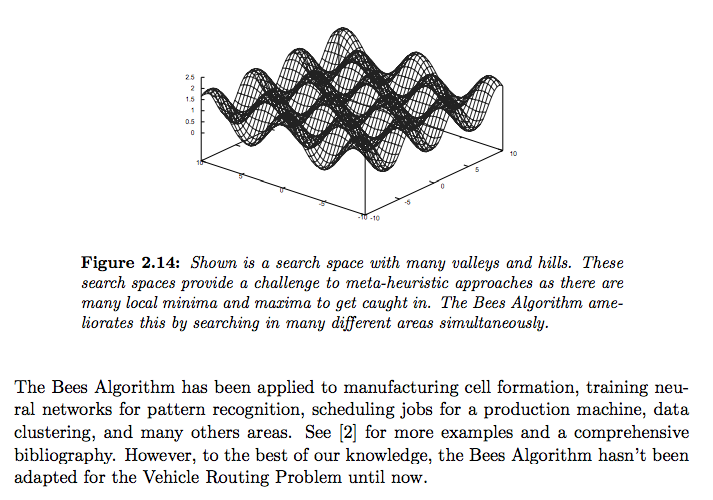 2.5
2
1.5
1
0.5
0
10
5
0
-5
-10
-10
-5
0
5
10
Figure 2.14: Shown is a search space with many valleys and hills. These
search spaces provide a challenge to meta-heuristic approaches as there are
many local minima and maxima to get caught in. The Bees Algorithm ame-
liorates this by searching in many different areas simultaneously.
The Bees Algorithm has been applied to manufacturing cell formation, training neu-
ral networks for pattern recognition, scheduling jobs for a production machine, data
clustering, and many others areas. See [2] for more examples and a comprehensive
bibliography. However, to the best of our knowledge, the Bees Algorithm hasn't been
adapted for the Vehicle Routing Problem until now.